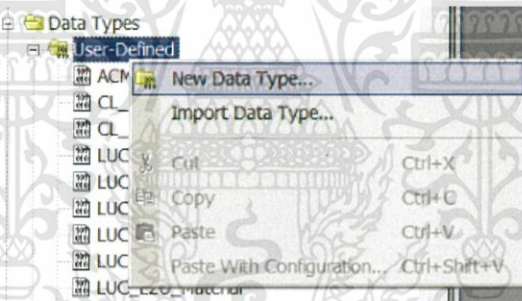 Data Types
User-Defined
ACM
New Data Type...
CL_
Import Data Type...
CL_
LUC
Cut Ctrl+X
LUC
Copy Ctrl+C
LUC
Paste Ctrl+V
LUC
Paste With Configuration... Ctrl+Shift+V
LUC
LUC_E20_Material